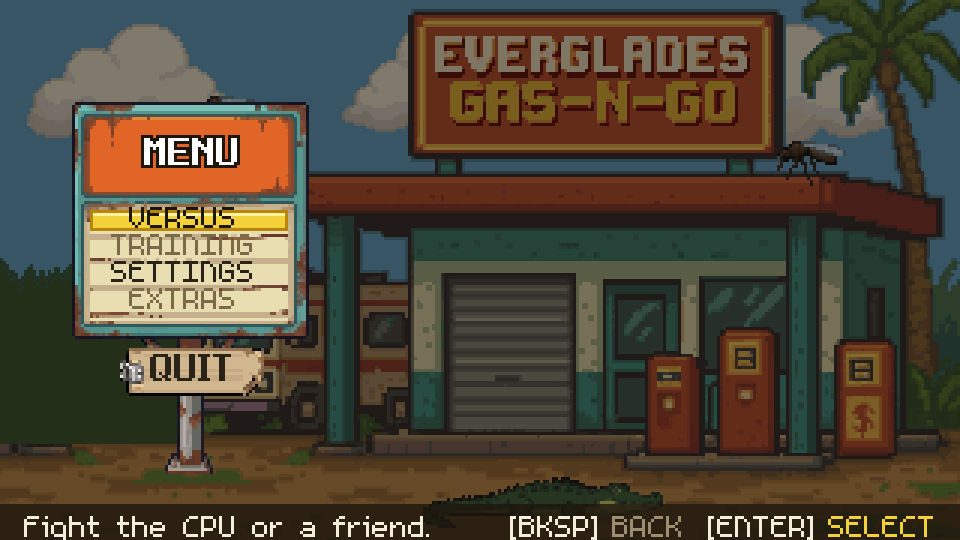 EVERGLADES
GAS-N-GO
MENU
VERSUS
TRAINING
SETTINGS
EXTRAS
QUIT
B
B
$
Fight the CPU or a friend. [BKSP] BACK [ENTER] SELECT